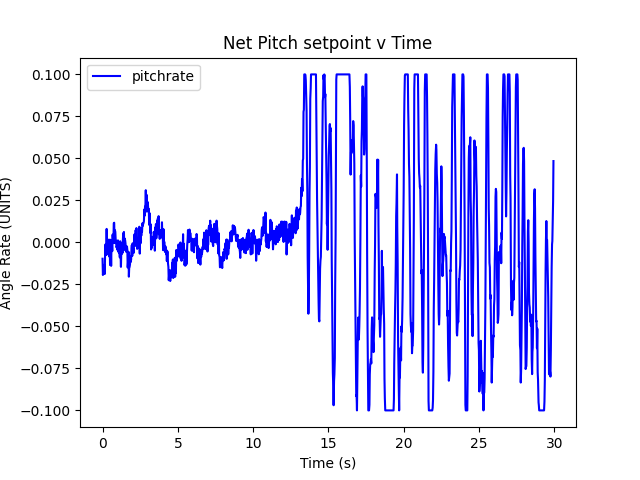 Net Pitch setpoint v Time
pitchrate
0.100
0.075
0.050
0.025
0.000
−0.025
−0.050
−0.075
−0.100
Angle Rate (UNITS)
0 5 10 15 20 25 30
Time (s)